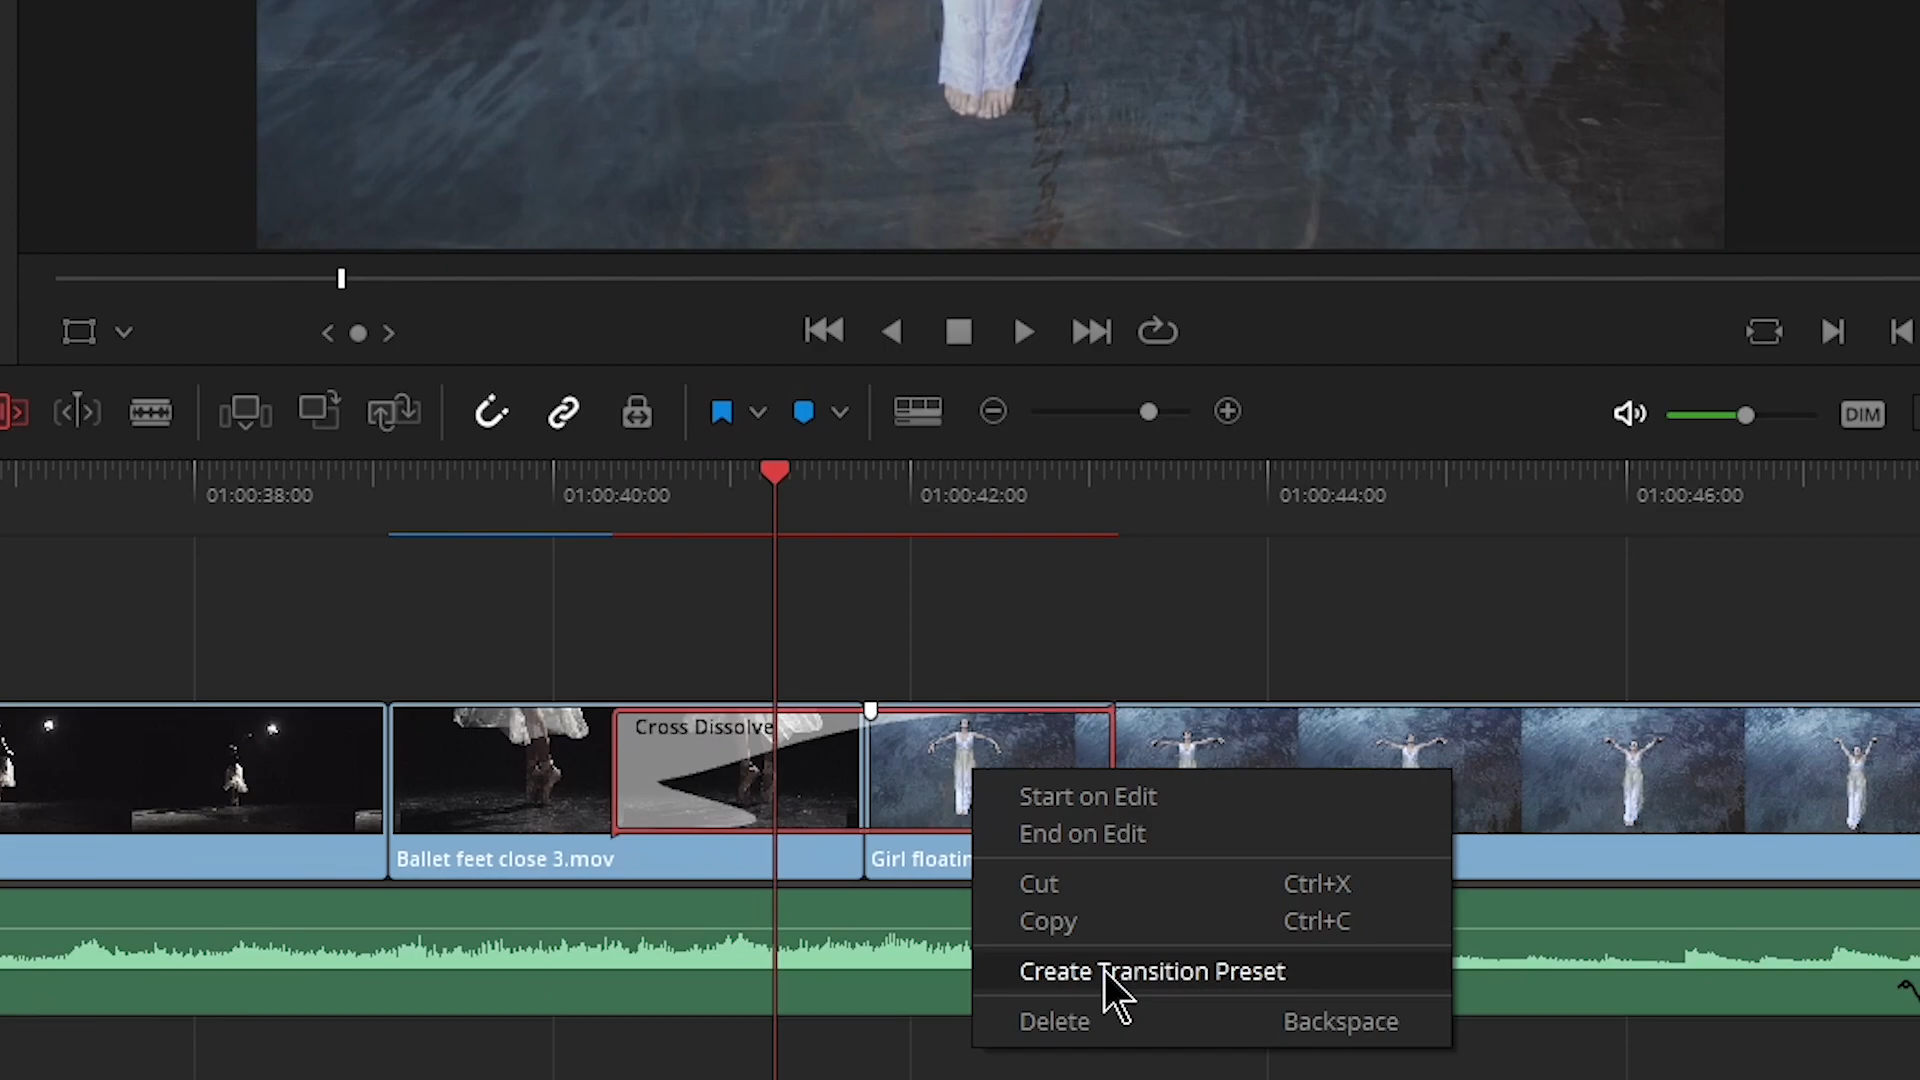 DIM
01:00:38:00
01:00:40:00
01:00:42:00
01:00:44:00
01:00:46:00
Cross Dissolve
Ballet feet close 3.mov
Girl floatin
Start on Edit
End on Edit
Cut Ctrl+X
Copy Ctrl+C
Create Transition Preset
Delete Backspace